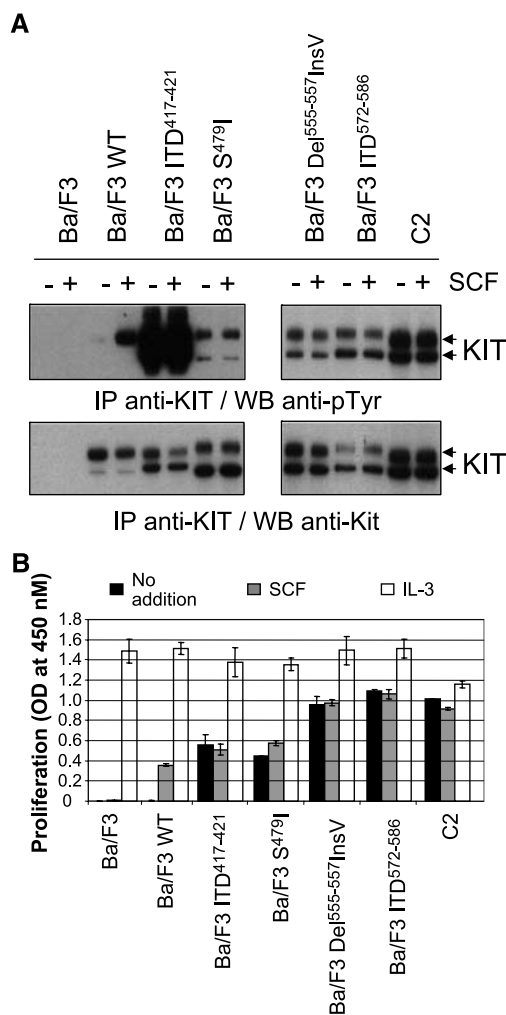 A
Ba/F3
Ba/F3 WT
Ba/F3 ITD417-421
Ba/F3 S479I
Ba/F3 Del555-557InsV
Ba/F3 ITD572-586
C2
- + - + - + - + - + - + - + SCF
KIT
IP anti-KIT / WB anti-pTyr
KIT
IP anti-KIT / WB anti-Kit
B
No addition
SCF
IL-3
Proliferation (OD at 450 nM)
1.8
1.6
1.4
1.2
1.0
0.8
0.6
0.4
0.2
0
Ba/F3
Ba/F3 WT
Ba/F3 ITD417-421
Ba/F3 S479I
Ba/F3 Del555-557InsV
Ba/F3 ITD572-586
C2